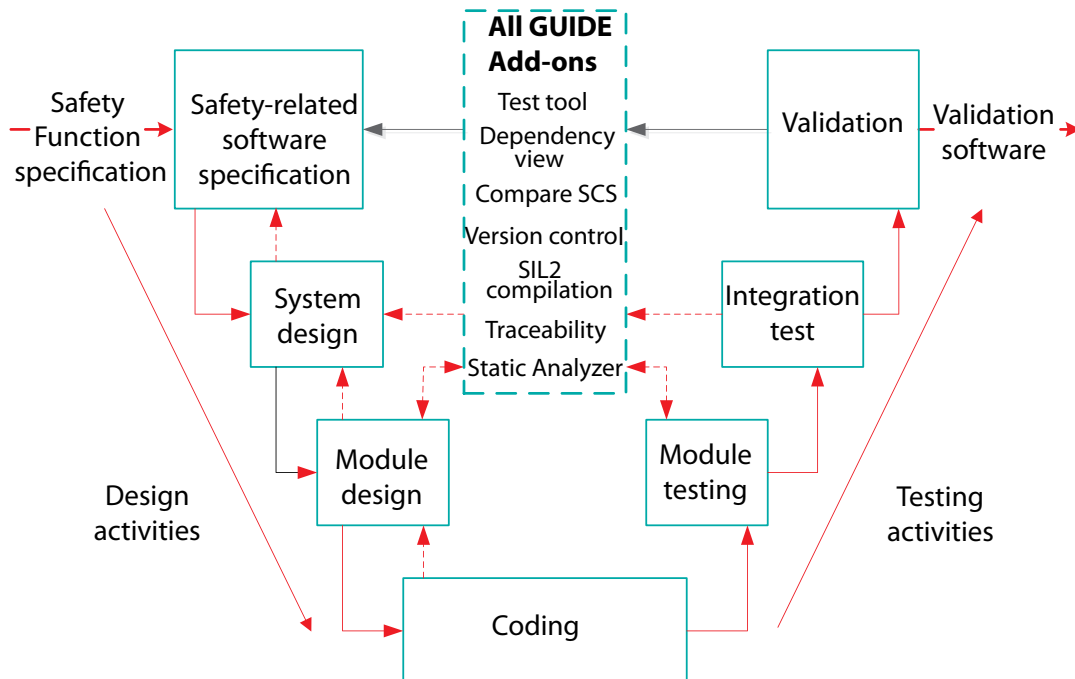 Safety
Function
specification
Safety-related
software
specification
All GUIDE
Add-ons
Test tool
Dependency
view
Compare SCS
Version control
SIL2
compilation
Traceability
Static Analyzer
Validation
Validation
software
System
design
Integration
test
Module
design
Module
testing
Design
activities
Testing
activities
Coding